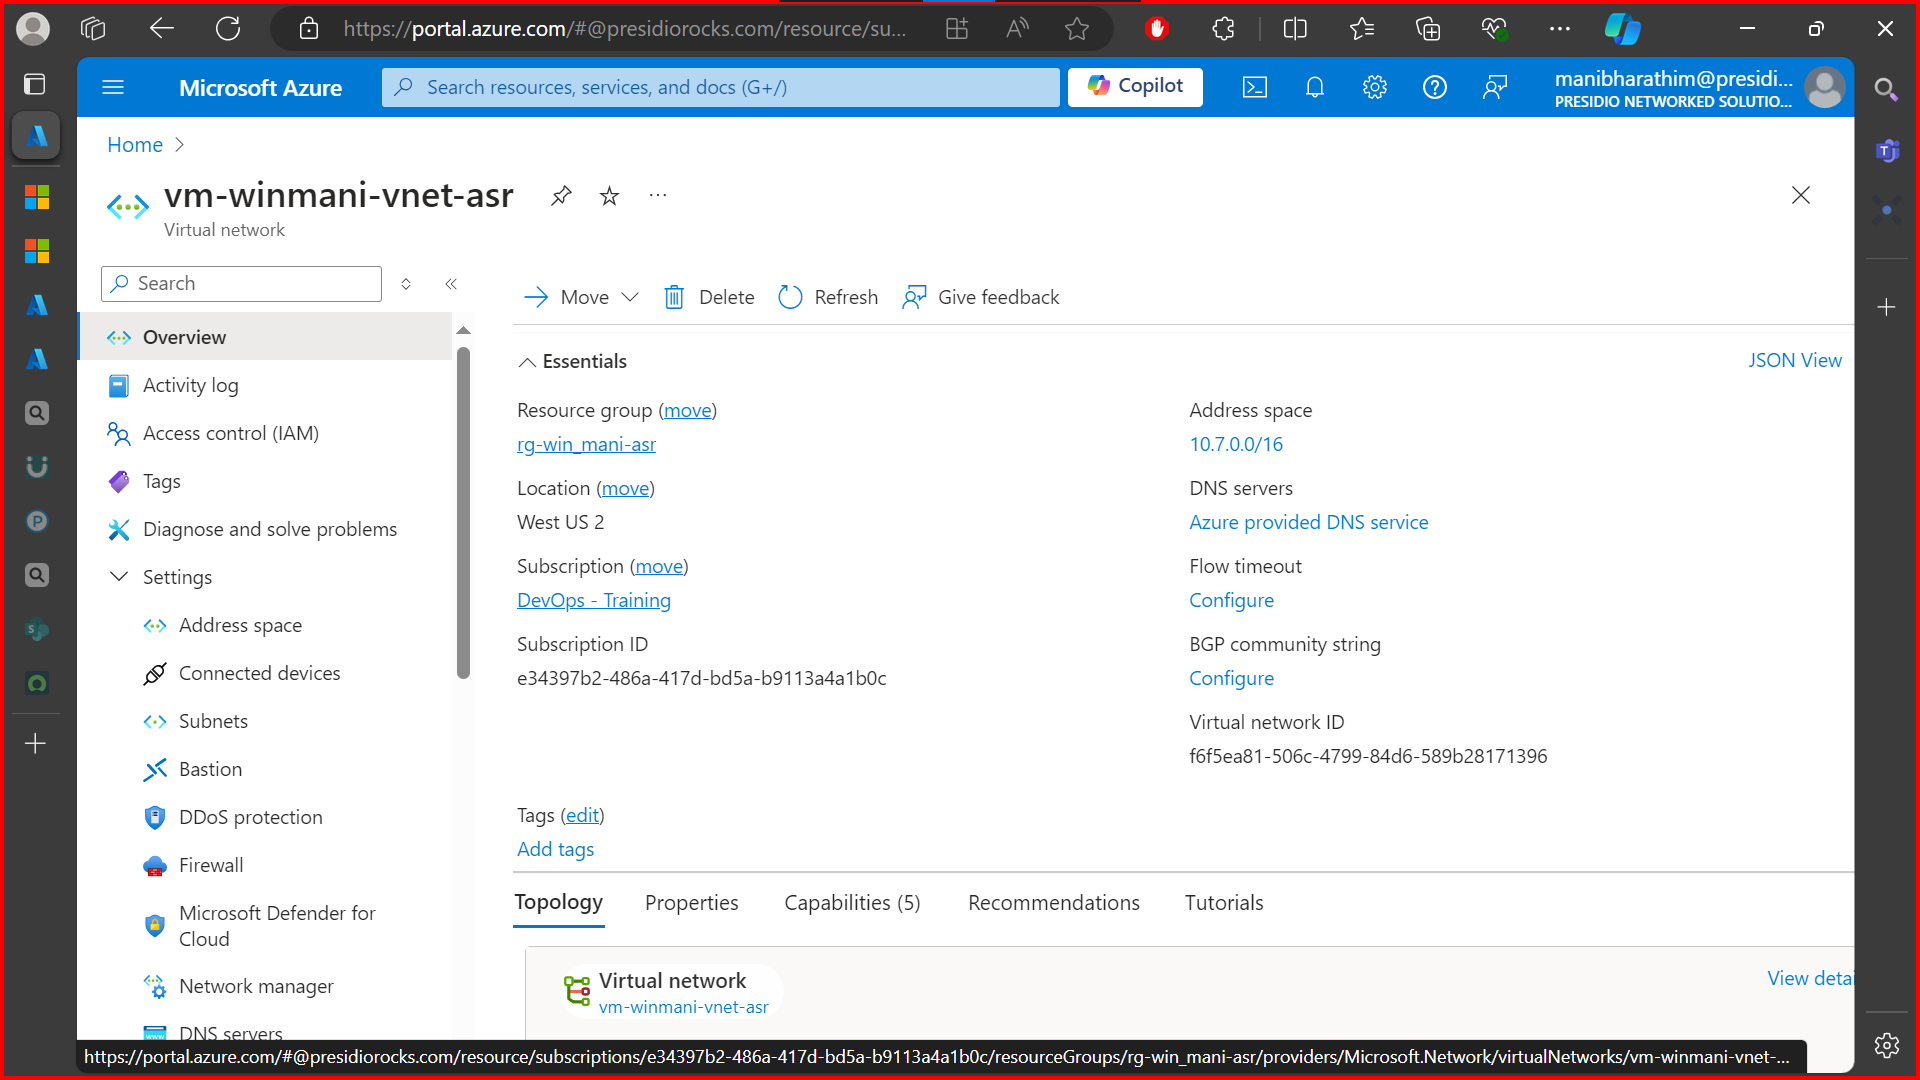 https://portal.azure.com/#@presidiorocks.com/resource/su...
Microsoft Azure
Search resources, services, and docs (G+/)
Copilot
manibharathim@presidi...
PRESIDIO NETWORKED SOLUTIO...
Home
vm-winmani-vnet-asr
Virtual network
Search
Move
Delete
Refresh
Give feedback
Overview
Activity log
Access control (IAM)
Tags
Diagnose and solve problems
Settings
Address space
Connected devices
Subnets
Bastion
DDoS protection
Firewall
Microsoft Defender for
Cloud
Network manager
DNS servers
Essentials
JSON View
Resource group (move)
rg-win_mani-asr
Location (move)
West US 2
Subscription (move)
DevOps - Training
Subscription ID
e34397b2-486a-417d-bd5a-b9113a4a1b0c
Address space
10.7.0.0/16
DNS servers
Azure provided DNS service
Flow timeout
Configure
BGP community string
Configure
Virtual network ID
f6f5ea81-506c-4799-84d6-589b28171396
Tags (edit)
Add tags
Topology
Properties
Capabilities (5)
Recommendations
Tutorials
Virtual network
vm-winmani-vnet-asr
View detai
https://portal.azure.com/#@presidiorocks.com/resource/subscriptions/e34397b2-486a-417d-bd5a-b9113a4a1b0c/resourceGroups/rg-win_mani-asr/providers/Microsoft.Network/virtualNetworks/vm-winmani-vnet-...